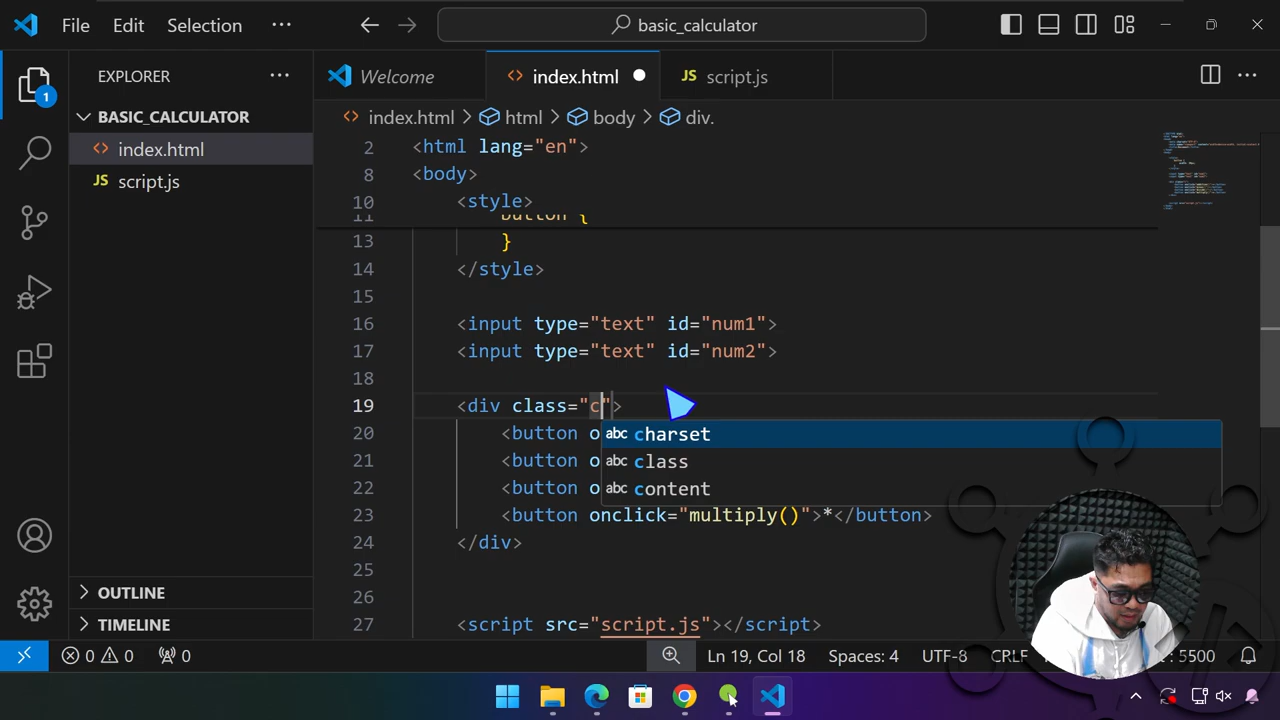 File Edit Selection ··· basic_calculator
EXPLORER ···
Welcome index.html script.js ···
BASIC_CALCULATOR
index.html
script.js
index.html > html > body > div.
2 <html lang="en">
8 <body>
10 <style>
11 button {
13 }
14 </style>
15
16 <input type="text" id="num1">
17 <input type="text" id="num2">
18
19 <div class="c">
20 <button o
21 <button o
22 <button o
23 <button onclick="multiply()">*</button>
24 </div>
25
26
27 <script src="script.js"></script>
abc charset
abc class
abc content
1
OUTLINE
TIMELINE
0 0 0 Ln 19, Col 18 Spaces: 4 UTF-8 CRLF : 5500